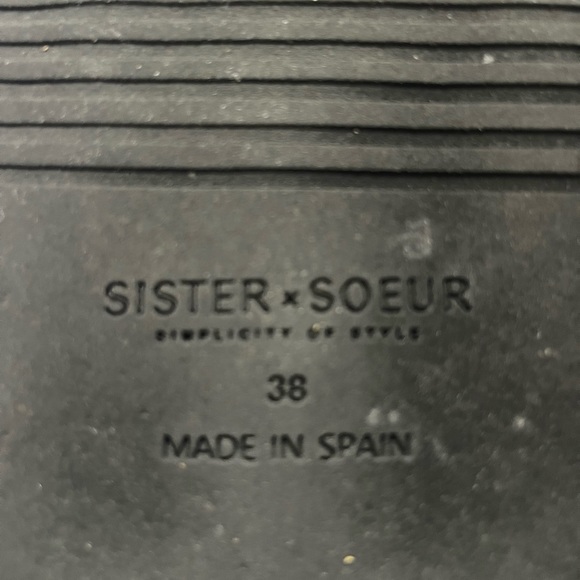 SISTER x SOEUR
SIMPLICITY OF STYLE
38
MADE IN SPAIN